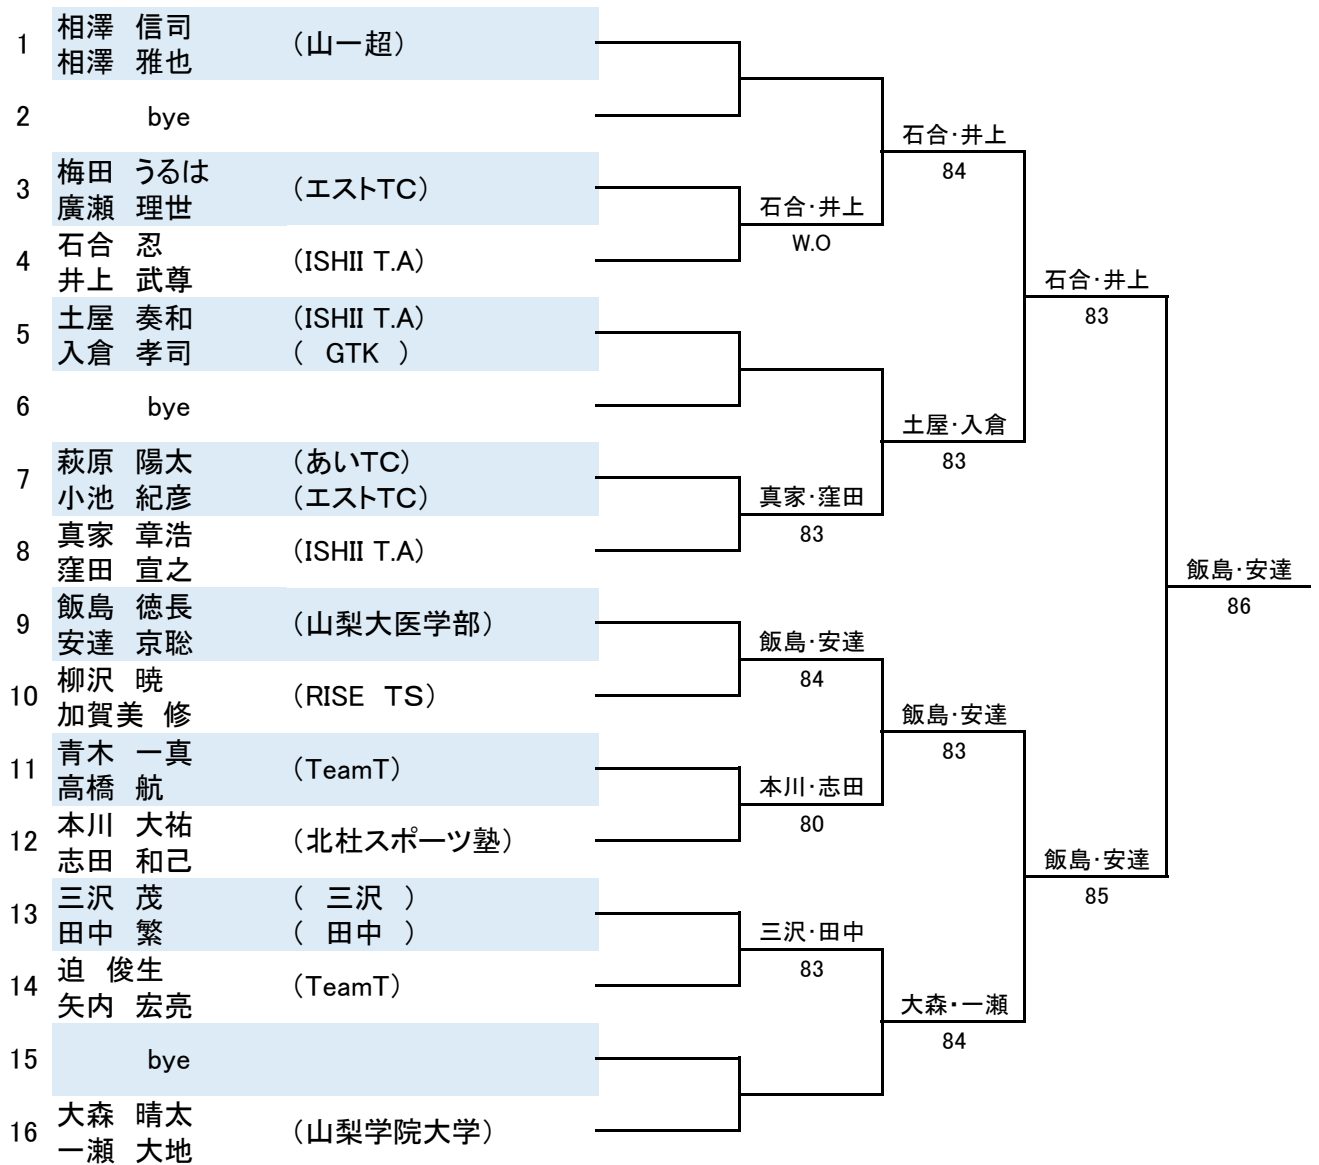 1 相澤 信司 (山一超)
相澤 雅也
2 bye
石合·井上
84
3 梅田 うるは (エストTC)
廣瀬 理世
石合·井上
W.O
4 石合 忍 (ISHII T.A)
井上 武尊
石合·井上
83
5 土屋 奏和 (ISHII T.A)
入倉 孝司 ( GTK )
6 bye
土屋·入倉
83
7 萩原 陽太 (あいTC)
小池 紀彦 (エストTC)
真家·窪田
83
8 真家 章浩 (ISHII T.A)
窪田 宣之
飯島·安達
86
9 飯島 徳長 (山梨大医学部)
安達 京聡
飯島·安達
84
10 柳沢 暁 (RISE TS)
加賀美 修
飯島·安達
83
11 青木 一真 (TeamT)
高橋 航
本川·志田
80
12 本川 大祐 (北杜スポーツ塾)
志田 和己
飯島·安達
85
13 三沢 茂 ( 三沢 )
田中 繁 ( 田中 )
三沢·田中
83
14 迫 俊生 (TeamT)
矢内 宏亮
大森・一瀬
84
15 bye
16 大森 晴太 (山梨学院大学)
一瀬 大地